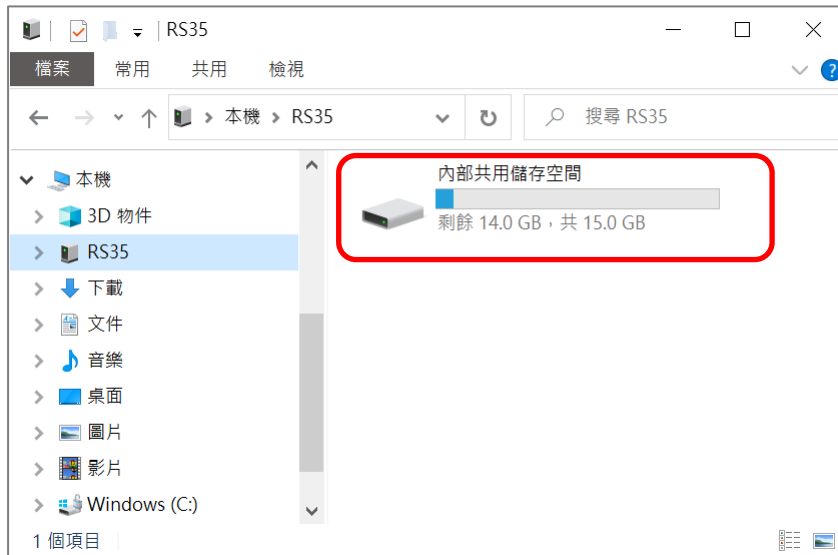 RS35
檔案 常用 共用 檢視 ?
本機 RS35 搜尋 RS35
本機
3D 物件
RS35
下載
文件
音樂
桌面
圖片
影片
Windows (C:)
內部共用儲存空間
剩餘 14.0 GB，共 15.0 GB
1 個項目